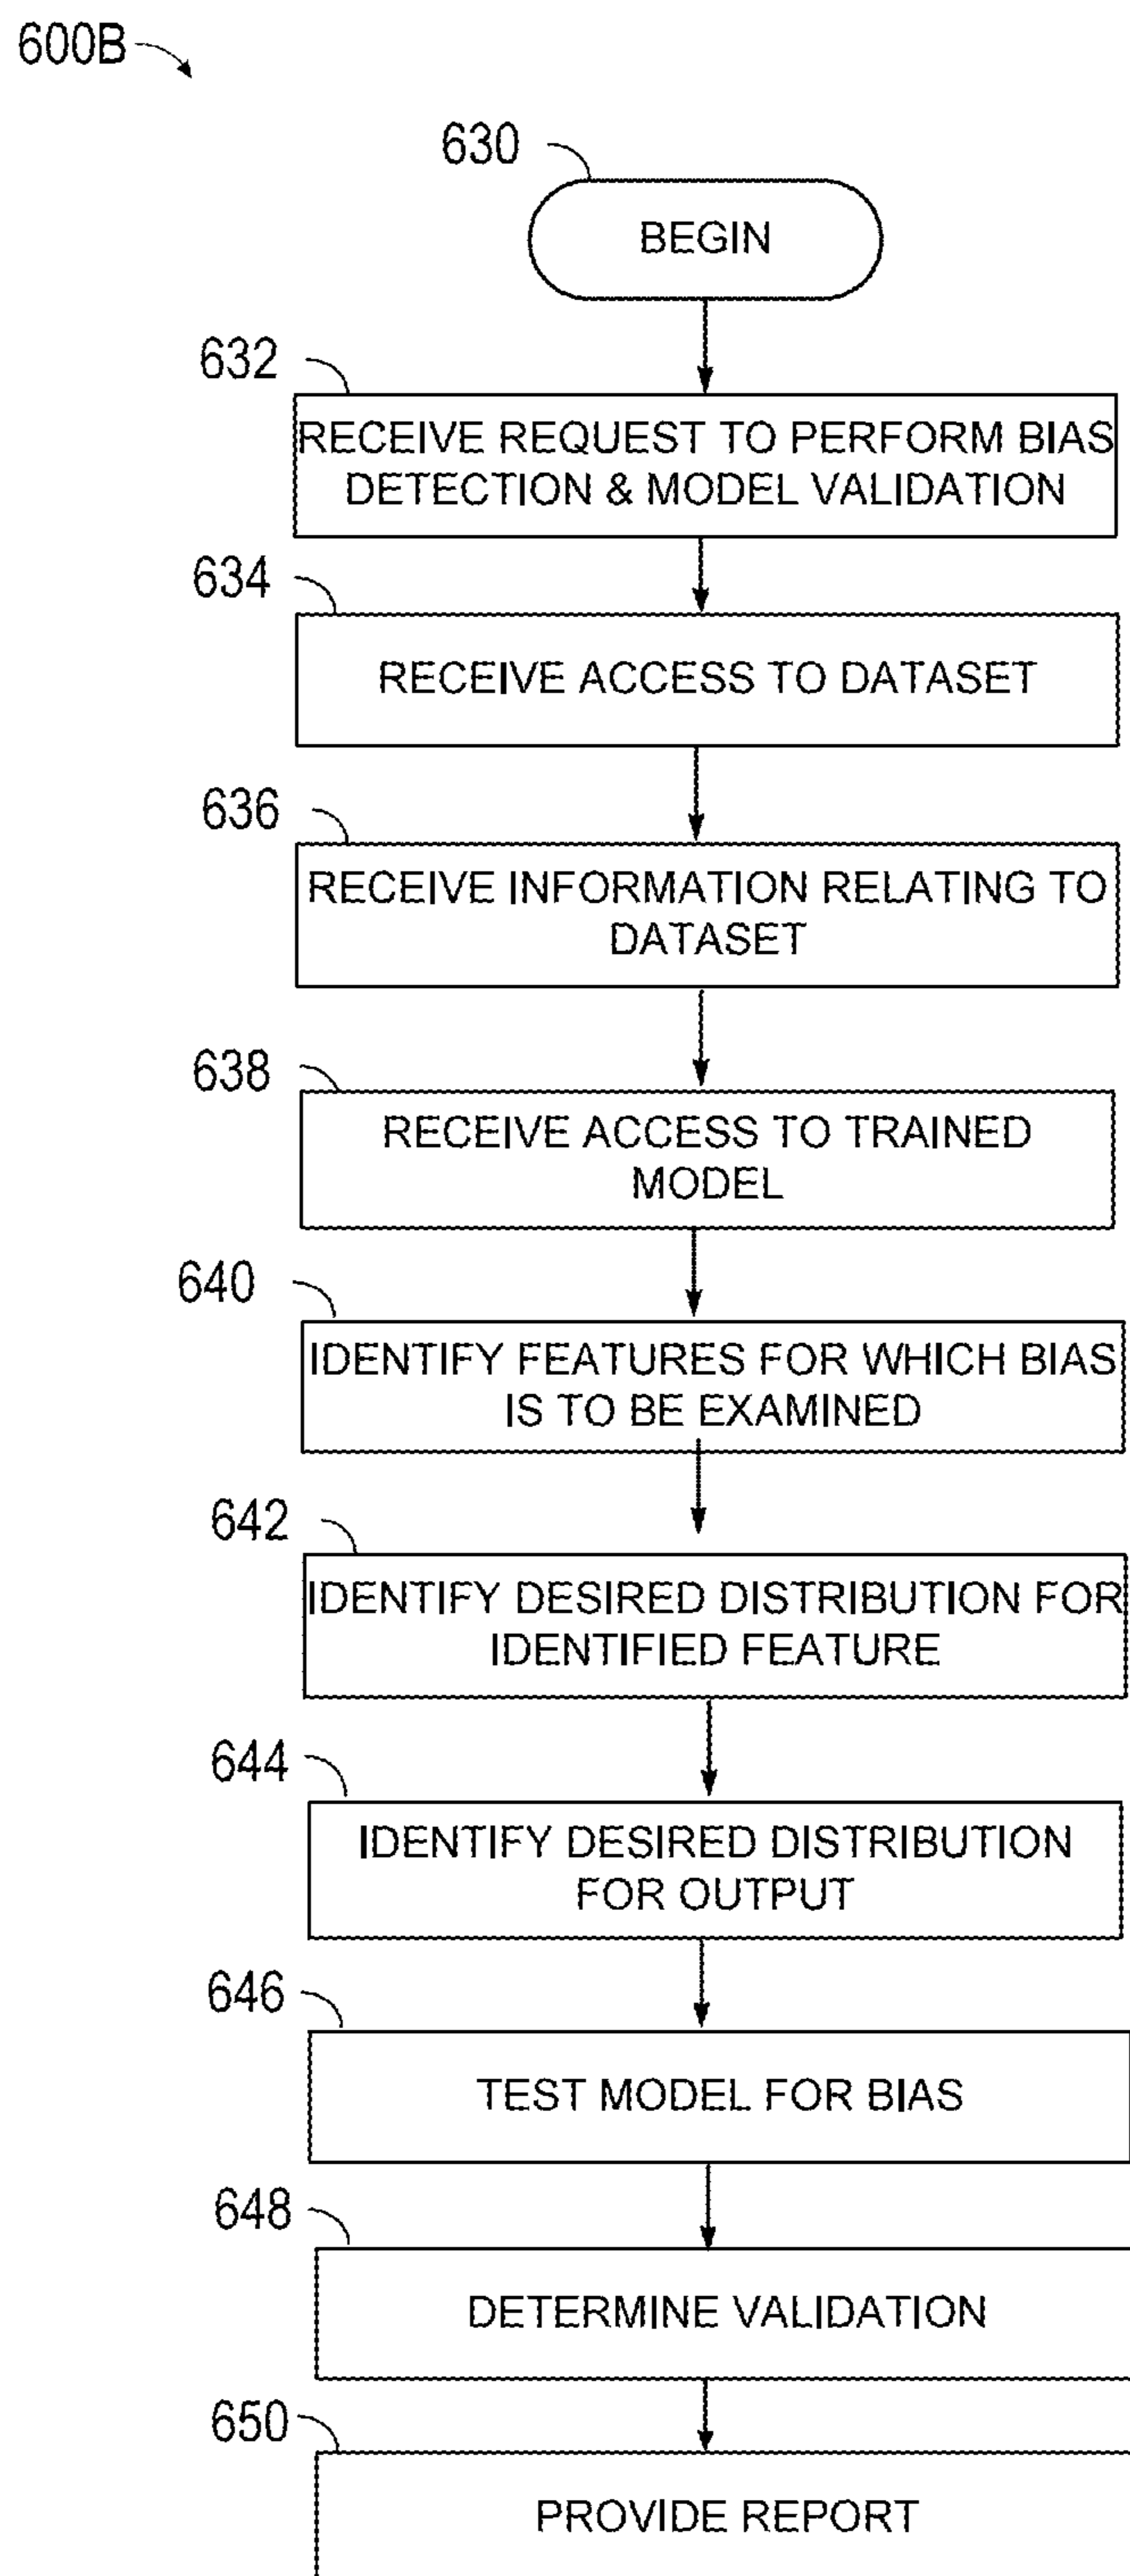 600B
630
BEGIN
632
RECEIVE REQUEST TO PERFORM BIAS
DETECTION & MODEL VALIDATION
634
RECEIVE ACCESS TO DATASET
636
RECEIVE INFORMATION RELATING TO
DATASET
638
RECEIVE ACCESS TO TRAINED
MODEL
640
IDENTIFY FEATURES FOR WHICH BIAS
IS TO BE EXAMINED
642
IDENTIFY DESIRED DISTRIBUTION FOR
IDENTIFIED FEATURE
644
IDENTIFY DESIRED DISTRIBUTION
FOR OUTPUT
646
TEST MODEL FOR BIAS
648
DETERMINE VALIDATION
650
PROVIDE REPORT